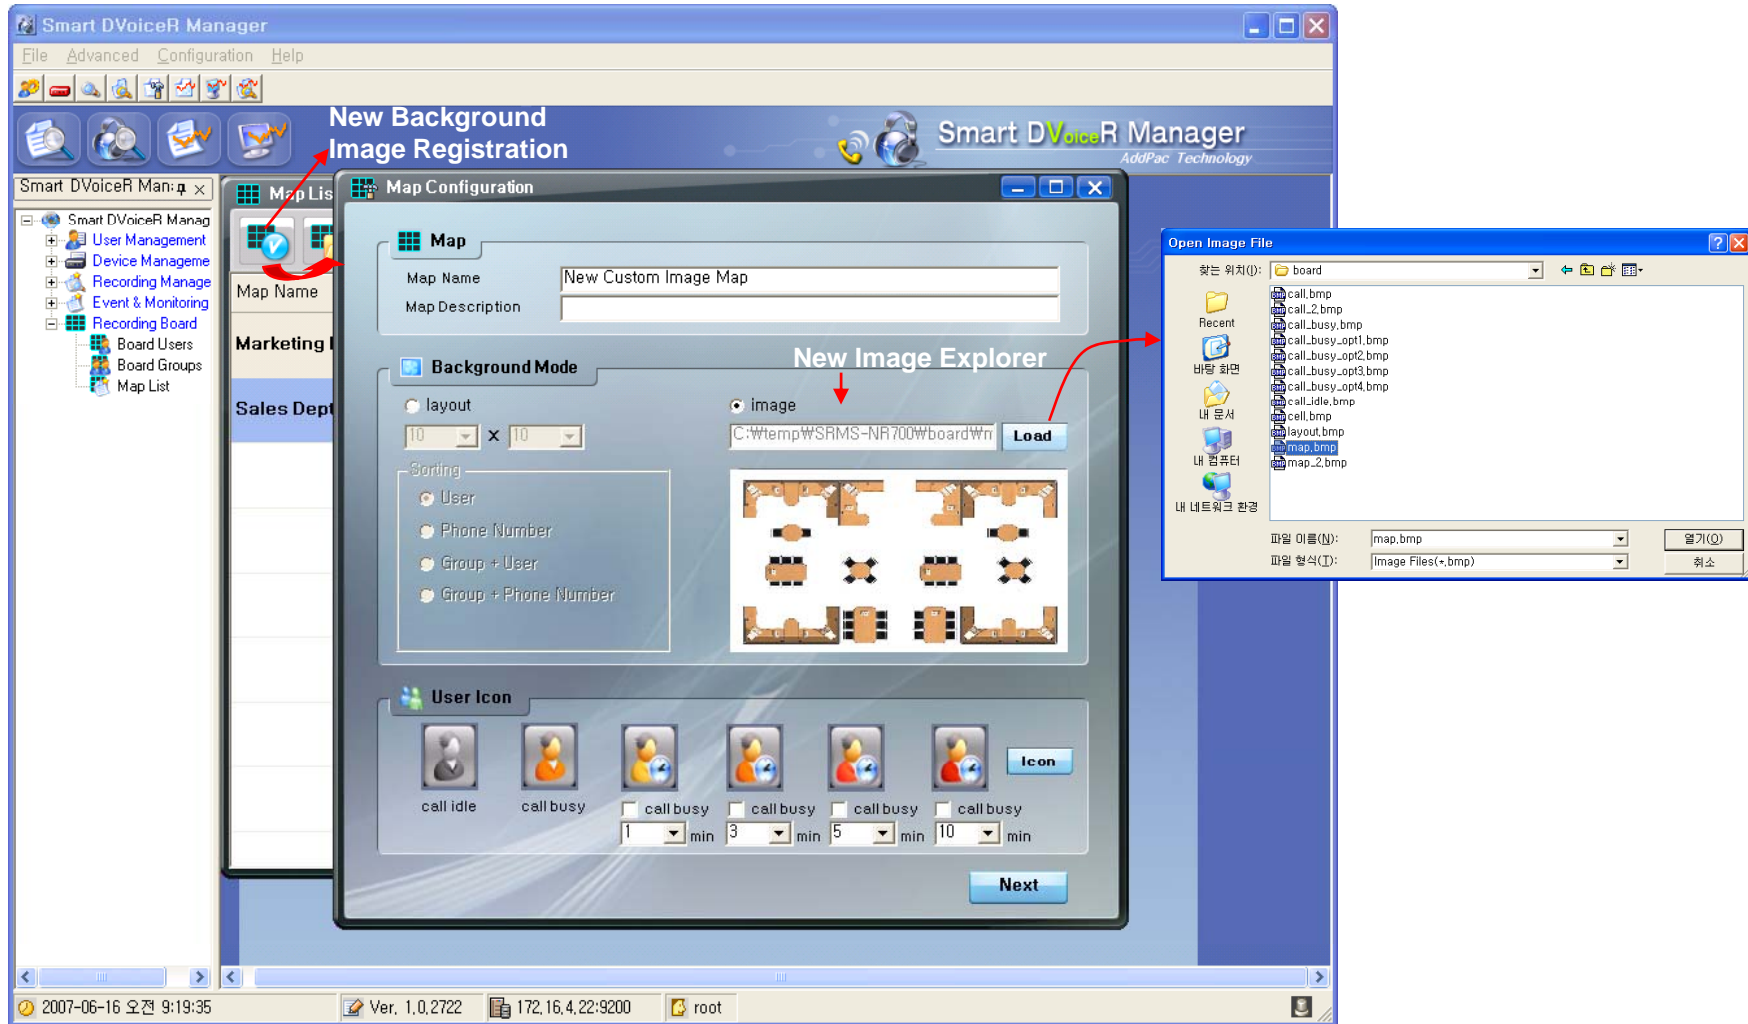 Smart DVoiceR Manager
File Advanced Configuration Help
New Background
Image Registration
Smart DVoiceR Manager
AddPac Technology
Smart DVoiceR Man
Smart DVoiceR Manag
User Management
Device Manageme
Recording Manage
Event & Monitoring
Recording Board
Board Users
Board Groups
Map List
Map Lis
Map Name
Marketing
Sales Dept
Map Configuration
Map
Map Name New Custom Image Map
Map Description
Background Mode
New Image Explorer
layout
10 x 10
Sorting
User
Phone Number
Group + User
Group + Phone Number
image
C:₩temp₩SRMS-NR700₩board₩m Load
User Icon
call idle
call busy
call busy
1 min
call busy
3 min
call busy
5 min
call busy
10 min
Icon
Next
Open Image File
찾는 위치(I): board
Recent
바탕 화면
내 문서
내 컴퓨터
내 네트워크 환경
call.bmp
call_2.bmp
call_busy.bmp
call_busy_opt1.bmp
call_busy_opt2.bmp
call_busy_opt3.bmp
call_busy_opt4.bmp
call_idle.bmp
cell.bmp
layout.bmp
map.bmp
map_2.bmp
파일 이름(N): map.bmp 열기(O)
파일 형식(T): Image Files(*.bmp) 취소
2007-06-16 오전 9:19:35 Ver. 1.0.2722 172.16.4.22:9200 root